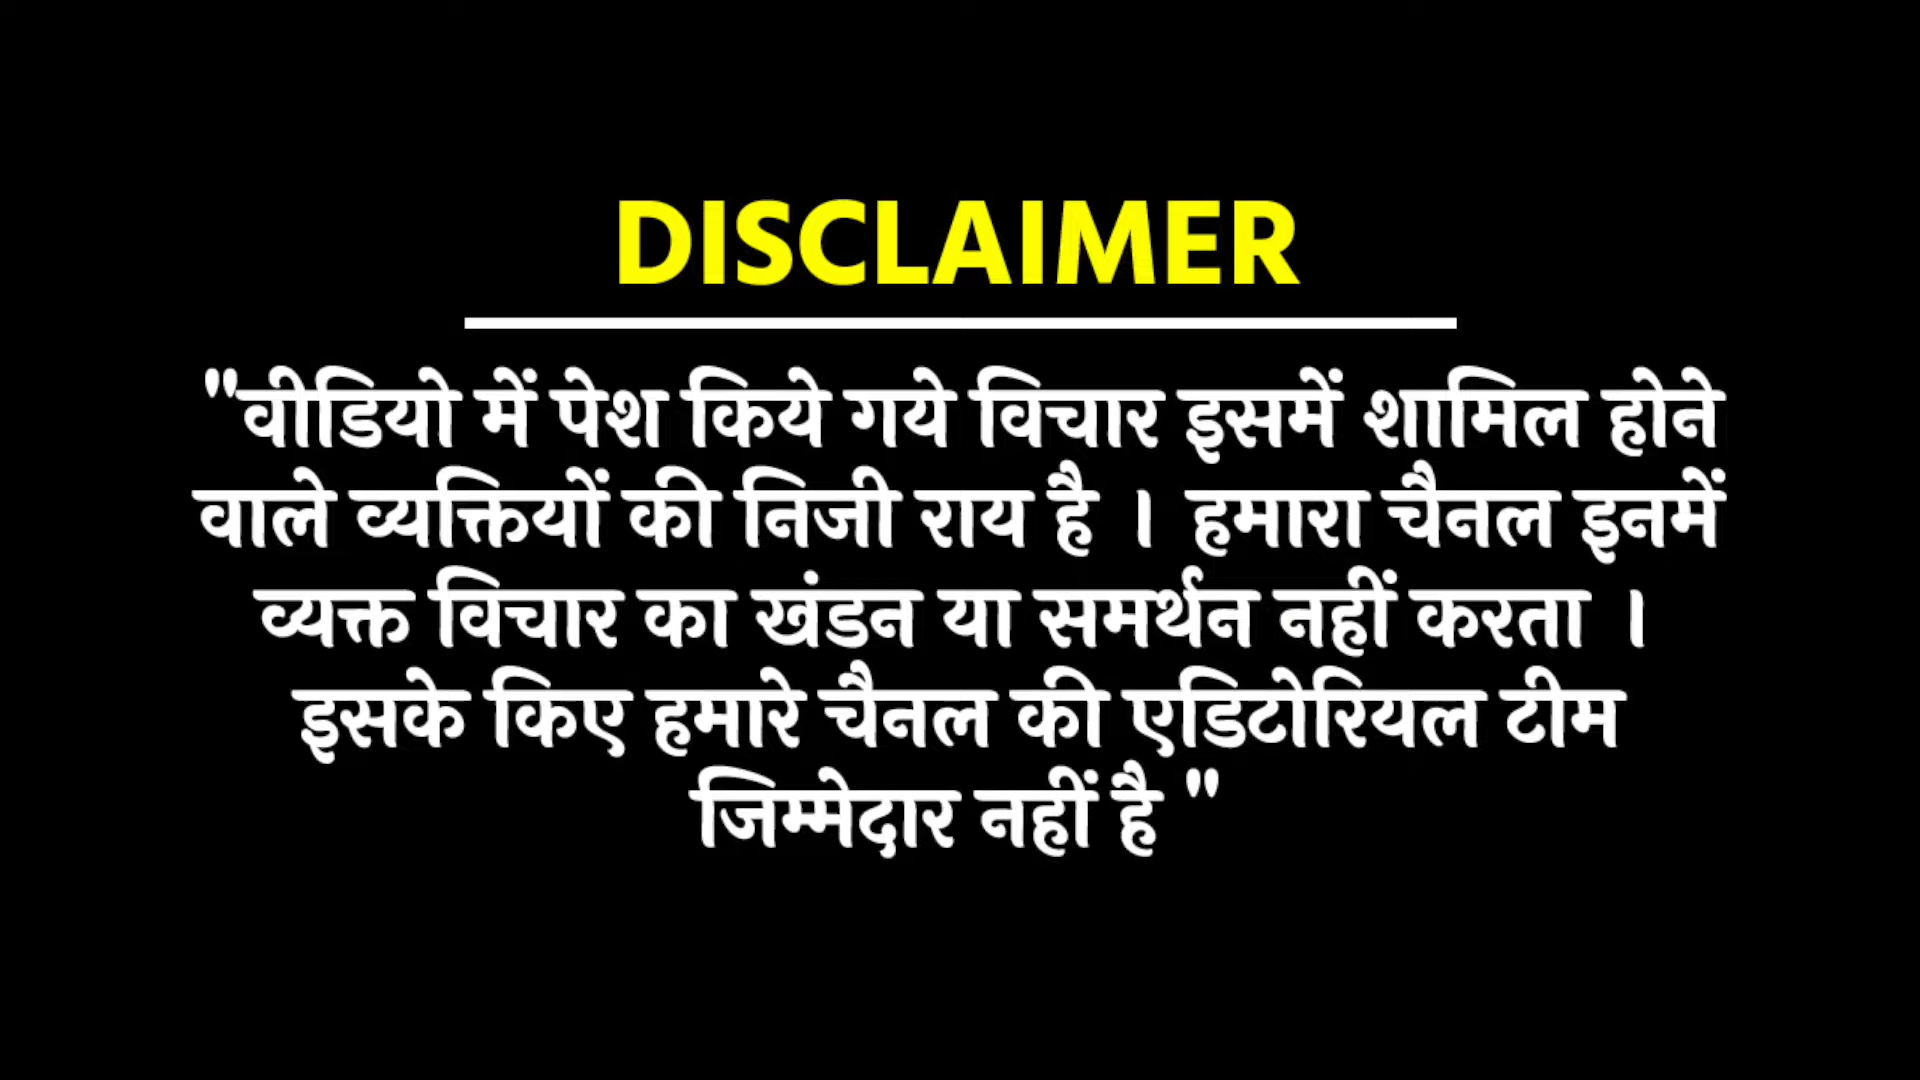 DISCLAIMER
"वीडियो में पेश किये गये विचार इसमें शामिल होने
वाले व्यक्तियों की निजी राय है । हमारा चैनल इनमें
व्यक्त विचार का खंडन या समर्थन नहीं करता ।
इसके किए हमारे चैनल की एडिटोरियल टीम
जिम्मेदार नहीं है "